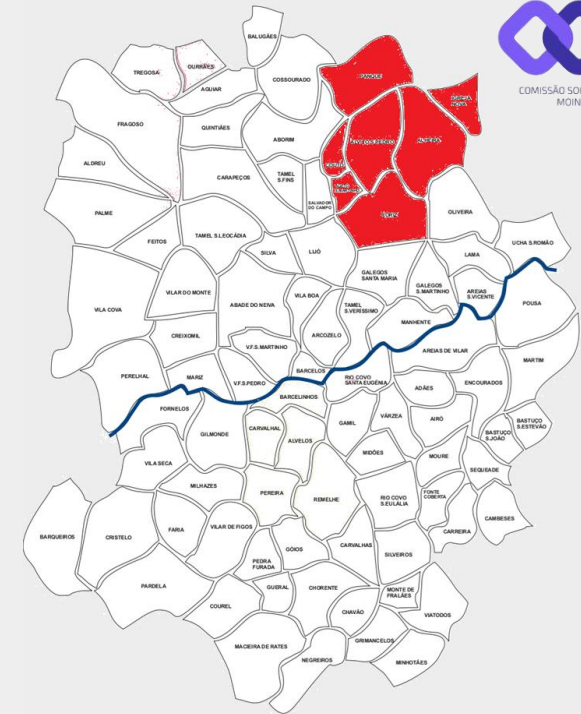 BALUGÃES
COMISSÃO SO
MOIN
TREGOSA
COSSOURADO
AGUIAR
FRAGOSO
QUINTIÃES
ABORIM
ALDREU
CARAPEÇOS
TAMEL
S.FINS
SALVADOR
DO CAMPO
PALME
OLIVEIRA
FEITOS
TAMEL S.LEOCÁDIA
UCHA S.ROMÃO
SILVA
LIJÓ
LAMA
GALEGOS
SANTA MARIA
GALEGOS
S.MARTINHO
AREIAS
S.VICENTE
VILA COVA
VILAR DO MONTE
ABADE DO NEIVA
VILA BOA
TAMEL
S.VERÍSSIMO
POUSA
MANHENTE
CREIXOMIL
ARCOZELO
V.F.S. MARTINHO
AREIAS DE VILAR
MARTIM
PERELHAL
MARIZ
V.F.S.PEDRO
BARCELOS
RIO COVO
SANTA EUGÉNIA
ADÃES
ENCOURADOS
BARCELINHOS
FORNELOS
GILMONDE
CARVALHAL
ALVELOS
GAMIL
VÁRZEA
AIRÓ
BASTUÇO
S.JOÃO
BASTUÇO
S.ESTEVÃO
VILA SECA
MIDÕES
MOURE
SEQUEADE
MILHAZES
PEREIRA
REMELHE
RIO COVO
S.EULÁLIA
FONTE
COBERTA
CAMBESES
BARQUEIROS
CRISTELO
FARIA
VILAR DE FIGOS
CARREIRA
GÓIOS
CARVALHAS
SILVEIROS
PEDRA
FURADA
PARDELA
GUERAL
CHORENTE
MONTE DE
FRALÃES
COUREL
CHAVÃO
VIATODOS
MACIEIRA DE RATES
GRIMANCELOS
NEGREIROS
MINHOTÃES